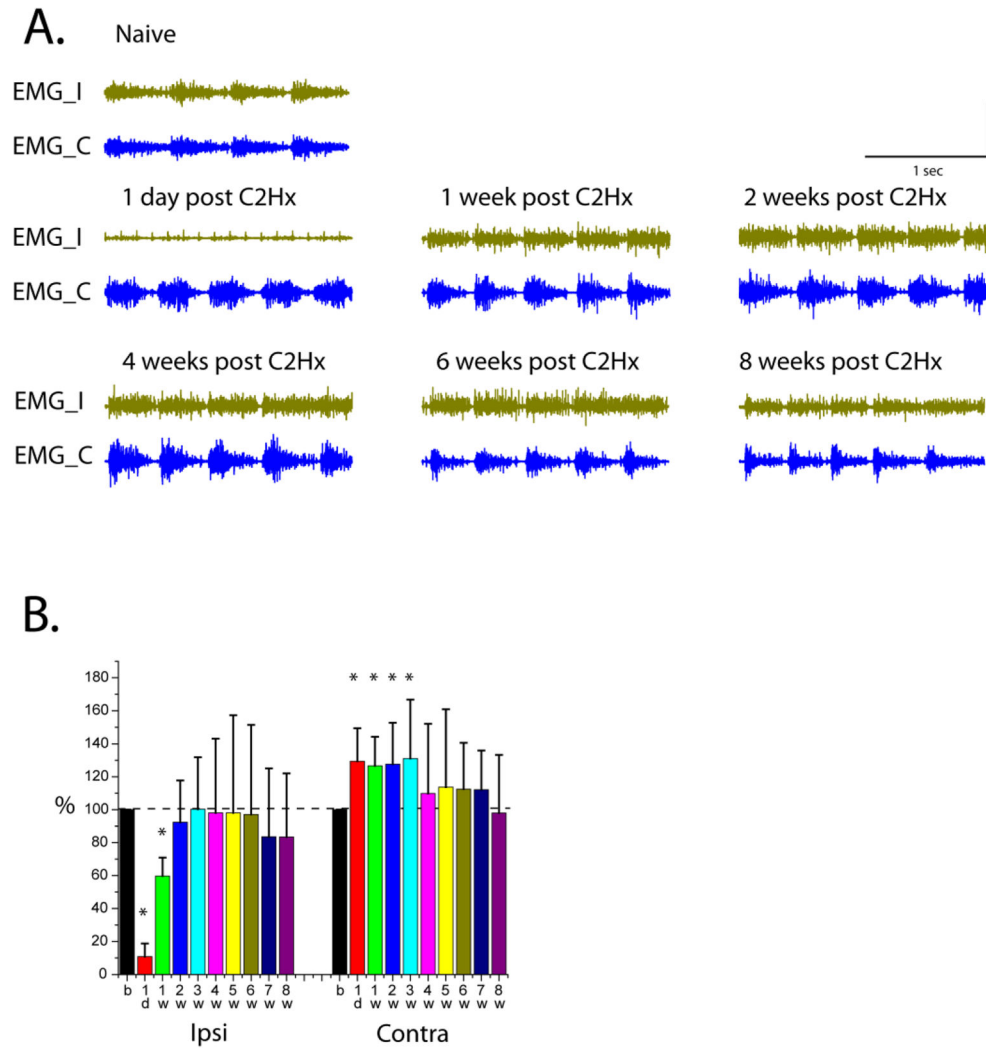 A. Naive
EMG_I
EMG_C
1 sec
1 day post C2Hx 1 week post C2Hx 2 weeks post C2Hx
EMG_I
EMG_C
4 weeks post C2Hx 6 weeks post C2Hx 8 weeks post C2Hx
EMG_I
EMG_C
B.
180
160
140
120
100
80
60
40
20
0
%
* * * *
*
*
b 1 1 2 3 4 5 6 7 8 b 1 1 2 3 4 5 6 7 8
d w w w w w w w w d w w w w w w w w
Ipsi Contra